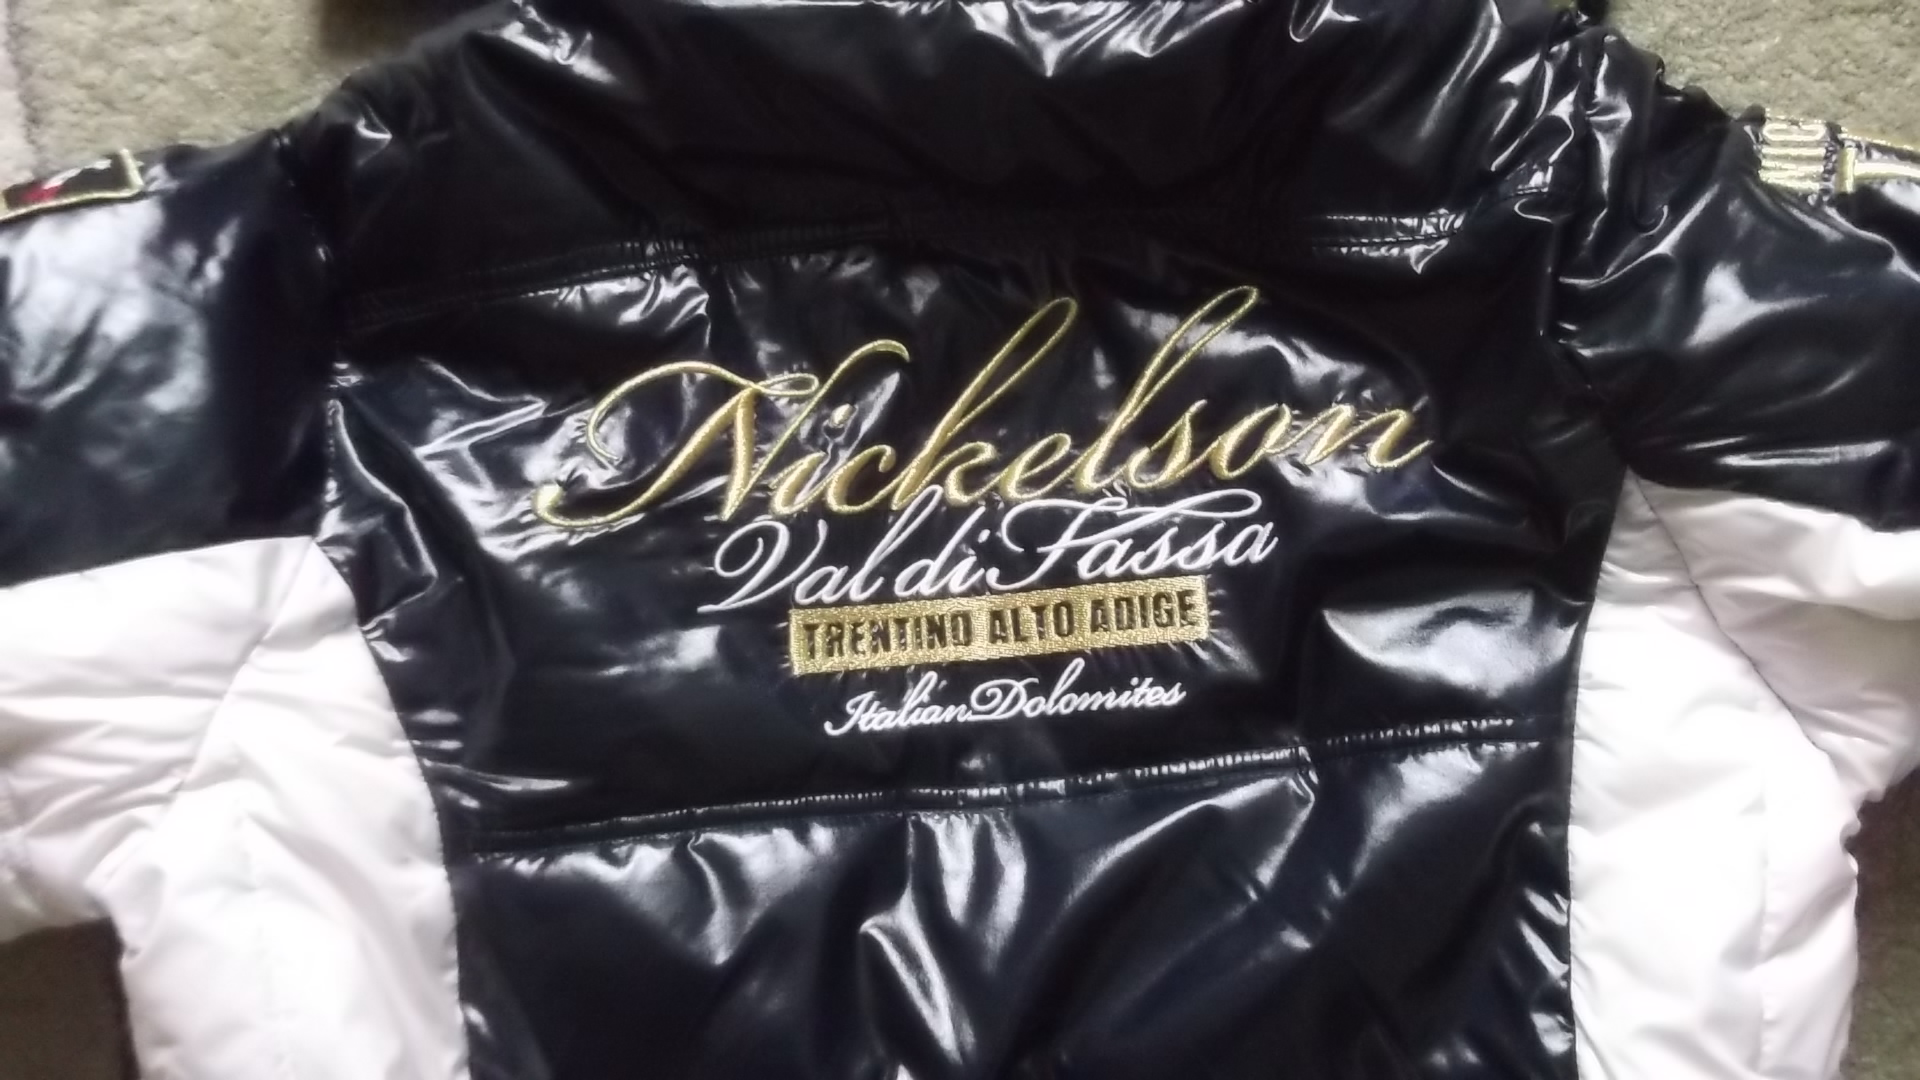 Nickelson
Val di Fassa
TRENTINO ALTO ADIGE
Italian Dolomites